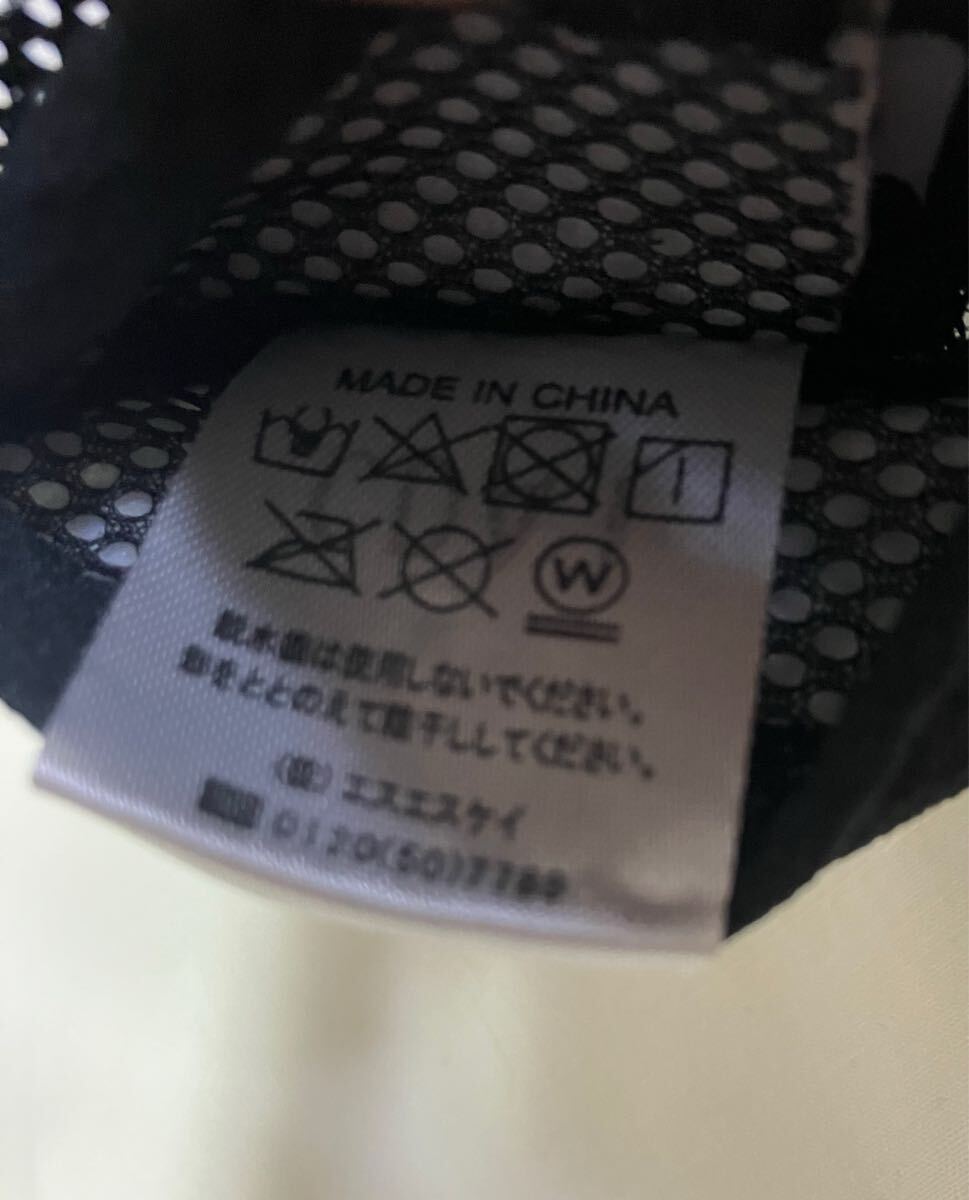 MADE IN CHINA
W
脱水機は使用しないでください。
形をととのえて陰干ししてください。
(株) エスエスケイ
0120(50)7789